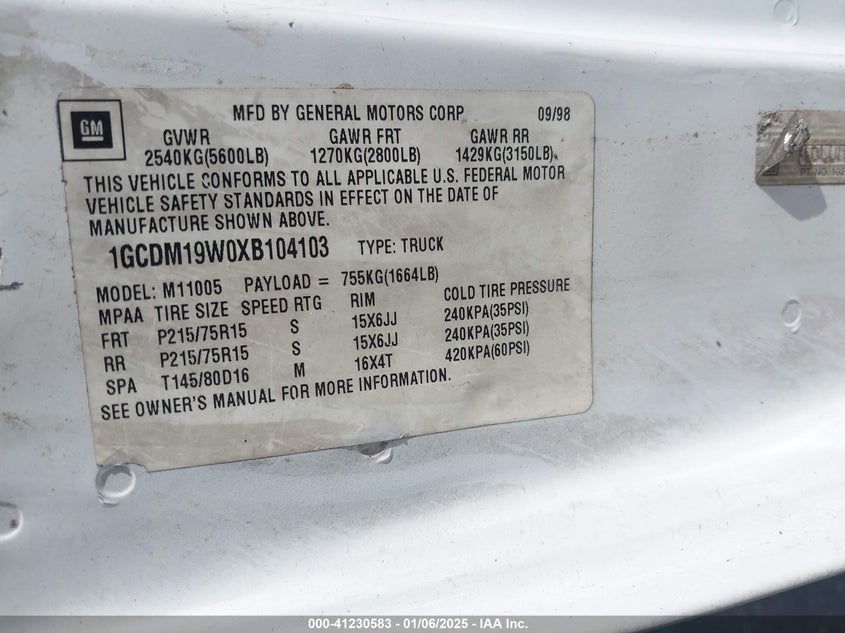 GM
MFD BY GENERAL MOTORS CORP 09/98
GVWR GAWR FRT GAWR RR
2540KG(5600LB) 1270KG(2800LB) 1429KG(3150LB)
THIS VEHICLE CONFORMS TO ALL APPLICABLE U.S. FEDERAL MOTOR
VEHICLE SAFETY STANDARDS IN EFFECT ON THE DATE OF
MANUFACTURE SHOWN ABOVE.
1GCDM19W0XB104103 TYPE: TRUCK
MODEL: M11005 PAYLOAD = 755KG(1664LB)
MPAA TIRE SIZE SPEED RTG RIM COLD TIRE PRESSURE
FRT P215/75R15 S 15X6JJ 240KPA(35PSI)
RR P215/75R15 S 15X6JJ 240KPA(35PSI)
SPA T145/80D16 M 16X4T 420KPA(60PSI)
SEE OWNER'S MANUAL FOR MORE INFORMATION.
PT NO. 102
000-41230583 - 01/06/2025 - IAA Inc.